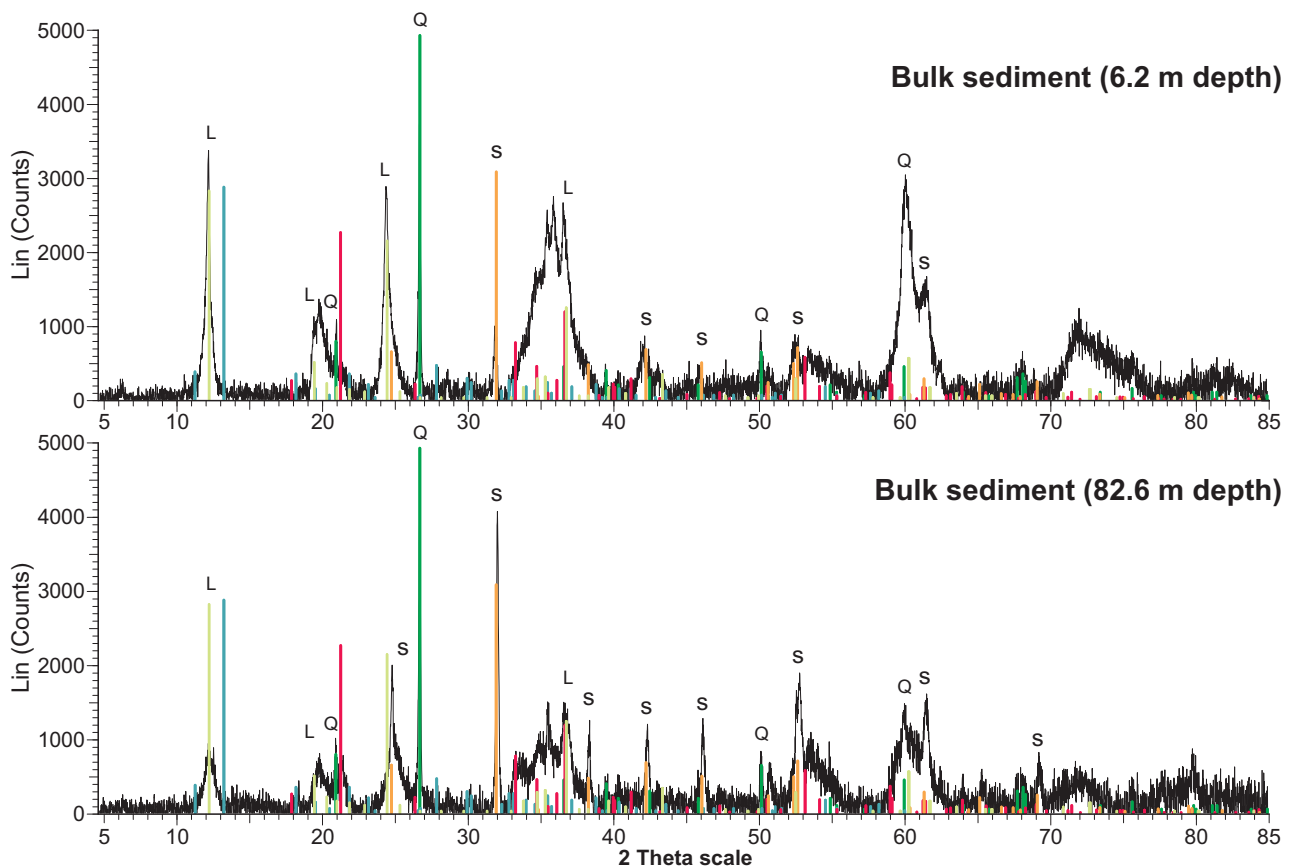 Q
5000
Bulk sediment (6.2 m depth)
4000
L
L
S
3000
L
Q
Lin (Counts)
2000
S
L
Q
1000
S
S
Q
S
0
5
10
20
30
40
50
60
70
80
85
5000
Q
Bulk sediment (82.6 m depth)
S
4000
L
3000
Lin (Counts)
S
2000
S
L
Q
L
S
S
S
Q
Q
S
1000
S
0
5
10
20
30
40
50
60
70
80
85
2 Theta scale